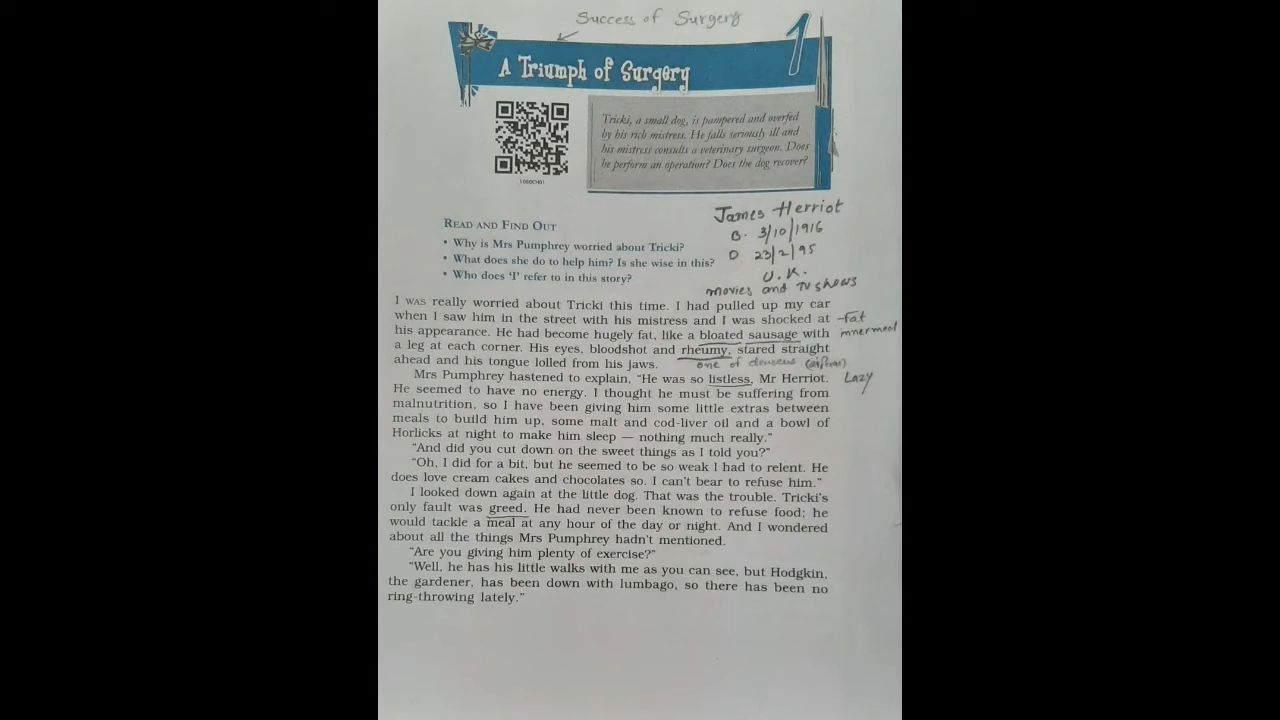 Success of Surgery
1
A Triumph of Surgery
Tricki, a small dog, is pampered and overfed
by his rich mistress. He falls seriously ill and
his mistress consults a veterinary surgeon. Does
he perform an operation? Does the dog recover?
James Herriot
B. 3/10/1916
D 23/2/95
U.K.
movies and TV shows
READ AND FIND OUT
• Why is Mrs Pumphrey worried about Tricki?
• What does she do to help him? Is she wise in this?
• Who does ‘I’ refer to in this story?
I WAS really worried about Tricki this time. I had pulled up my car
when I saw him in the street with his mistress and I was shocked at
his appearance. He had become hugely fat, like a bloated sausage with
a leg at each corner. His eyes, bloodshot and rheumy, stared straight
ahead and his tongue lolled from his jaws.
Fat
one of
Mrs Pumphrey hastened to explain, “He was so listless, Mr Herriot.
Lazy
He seemed to have no energy. I thought he must be suffering from
malnutrition, so I have been giving him some little extras between
meals to build him up, some malt and cod-liver oil and a bowl of
Horlicks at night to make him sleep — nothing much really.”
“And did you cut down on the sweet things as I told you?”
“Oh, I did for a bit, but he seemed to be so weak I had to relent. He
does love cream cakes and chocolates so. I can’t bear to refuse him.”
I looked down again at the little dog. That was the trouble. Tricki’s
only fault was greed. He had never been known to refuse food; he
would tackle a meal at any hour of the day or night. And I wondered
about all the things Mrs Pumphrey hadn’t mentioned.
“Are you giving him plenty of exercise?”
“Well, he has his little walks with me as you can see, but Hodgkin,
the gardener, has been down with lumbago, so there has been no
ring-throwing lately.”